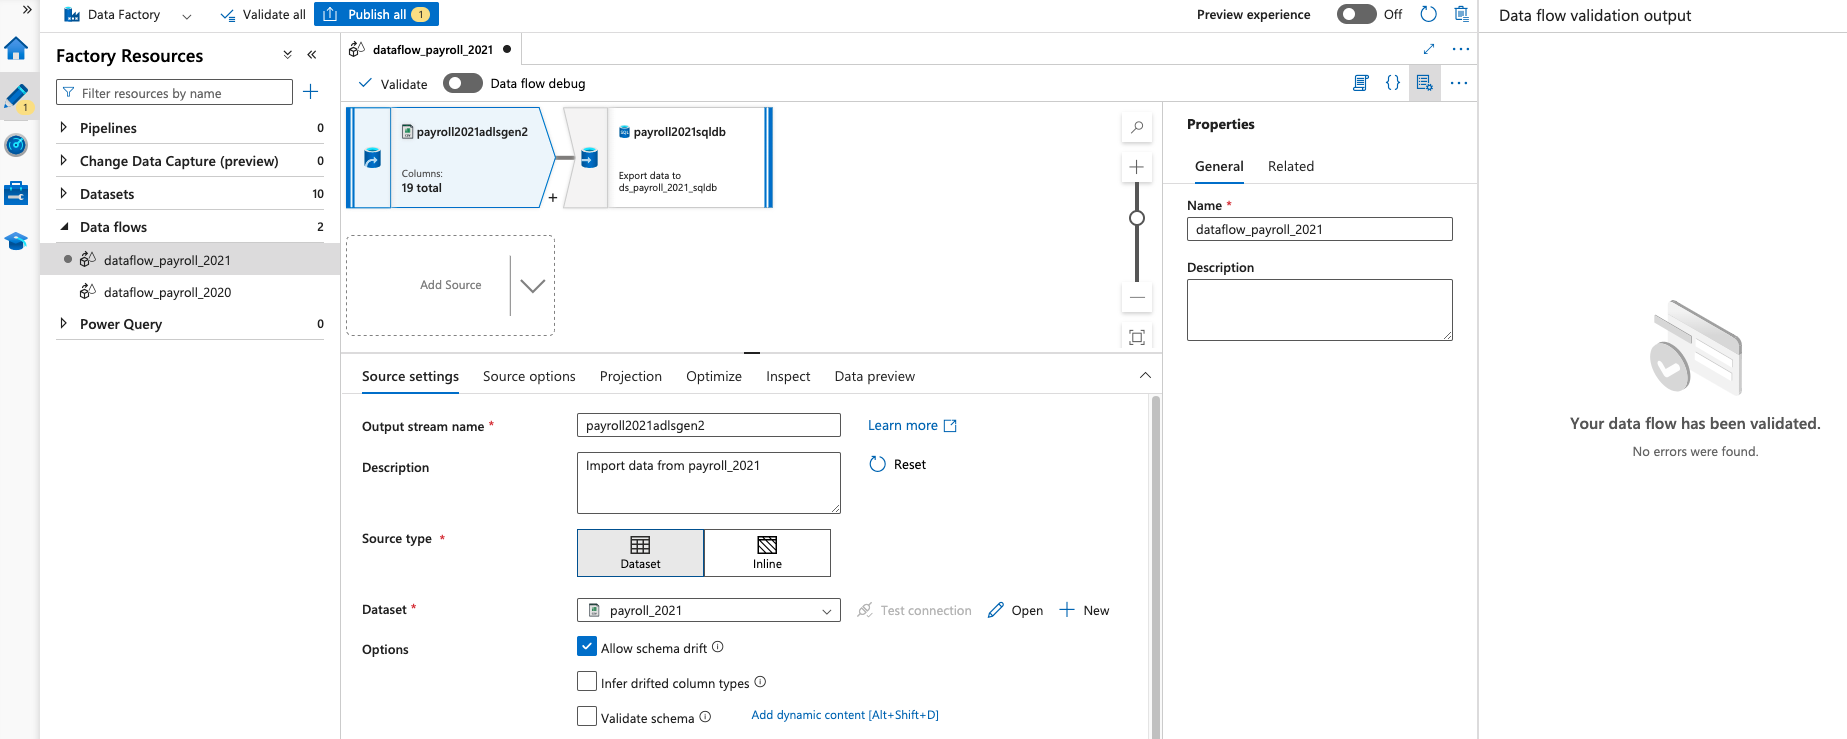 Data Factory
Validate all
Publish all 1
Preview experience
Off
Data flow validation output
Factory Resources
Filter resources by name
1
Pipelines 0
Change Data Capture (preview) 0
Datasets 10
Data flows 2
dataflow_payroll_2021
dataflow_payroll_2020
Power Query 0
dataflow_payroll_2021
Validate
Data flow debug
{}
payroll2021adlsgen2
Columns:
19 total
+
payroll2021sqldb
Export data to
ds_payroll_2021_sqldb
Add Source
Source settings Source options Projection Optimize Inspect Data preview
Output stream name * payroll2021adlsgen2 Learn more
Description Import data from payroll_2021 Reset
Source type * Dataset Inline
Dataset * payroll_2021 Test connection Open New
Options Allow schema drift
Infer drifted column types
Validate schema Add dynamic content [Alt+Shift+D]
Properties
General Related
Name *
dataflow_payroll_2021
Description
Your data flow has been validated.
No errors were found.